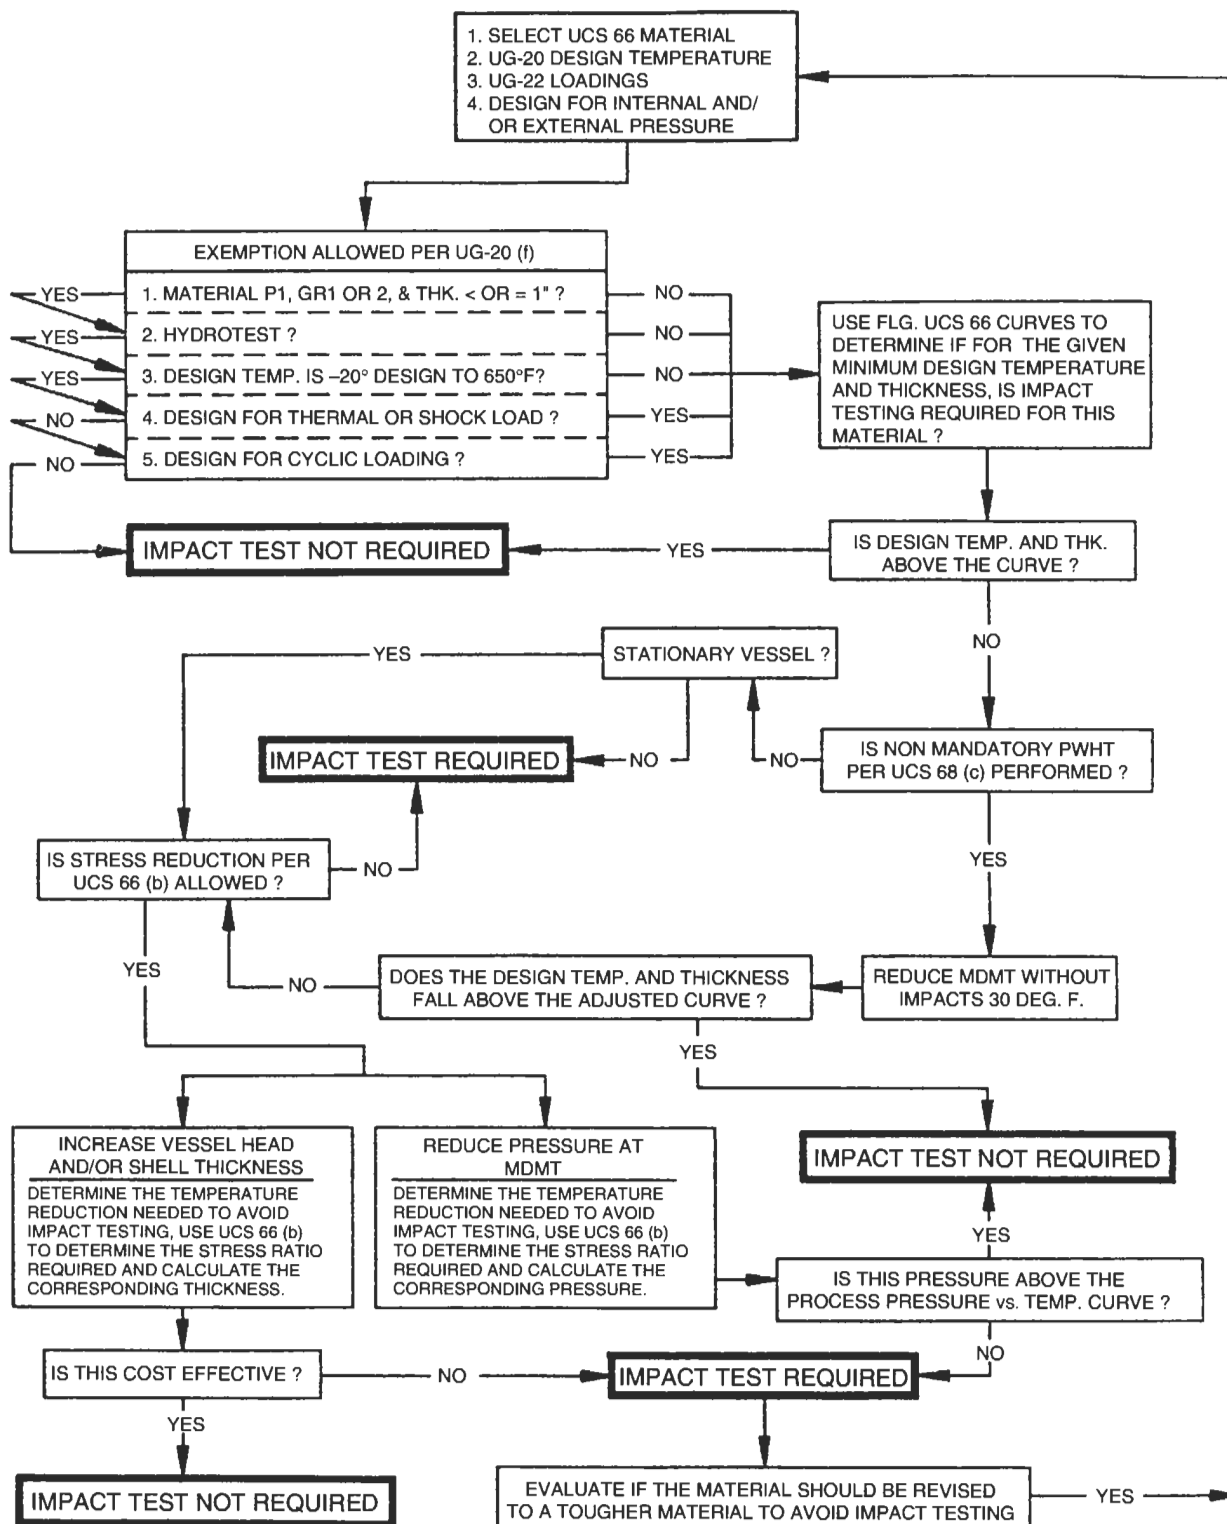 1. SELECT UCS 66 MATERIAL
2. UG-20 DESIGN TEMPERATURE
3. UG-22 LOADINGS
4. DESIGN FOR INTERNAL AND/
OR EXTERNAL PRESSURE
EXEMPTION ALLOWED PER UG-20 (f)
YES
1. MATERIAL P1, GR1 OR 2, & THK. < OR = 1" ?
NO
YES
2. HYDROTEST ?
NO
YES
3. DESIGN TEMP. IS –20° DESIGN TO 650°F?
NO
NO
4. DESIGN FOR THERMAL OR SHOCK LOAD ?
YES
NO
5. DESIGN FOR CYCLIC LOADING ?
YES
USE FLG. UCS 66 CURVES TO
DETERMINE IF FOR THE GIVEN
MINIMUM DESIGN TEMPERATURE
AND THICKNESS, IS IMPACT
TESTING REQUIRED FOR THIS
MATERIAL ?
IMPACT TEST NOT REQUIRED
YES
IS DESIGN TEMP. AND THK.
ABOVE THE CURVE ?
NO
YES
STATIONARY VESSEL ?
IMPACT TEST REQUIRED
NO
NO
IS NON MANDATORY PWHT
PER UCS 68 (c) PERFORMED ?
YES
IS STRESS REDUCTION PER
UCS 66 (b) ALLOWED ?
NO
YES
NO
DOES THE DESIGN TEMP. AND THICKNESS
FALL ABOVE THE ADJUSTED CURVE ?
REDUCE MDMT WITHOUT
IMPACTS 30 DEG. F.
YES
INCREASE VESSEL HEAD
AND/OR SHELL THICKNESS
DETERMINE THE TEMPERATURE
REDUCTION NEEDED TO AVOID
IMPACT TESTING, USE UCS 66 (b)
TO DETERMINE THE STRESS RATIO
REQUIRED AND CALCULATE THE
CORRESPONDING THICKNESS.
REDUCE PRESSURE AT
MDMT
DETERMINE THE TEMPERATURE
REDUCTION NEEDED TO AVOID
IMPACT TESTING, USE UCS 66 (b)
TO DETERMINE THE STRESS RATIO
REQUIRED AND CALCULATE THE
CORRESPONDING PRESSURE.
IMPACT TEST NOT REQUIRED
YES
IS THIS PRESSURE ABOVE THE
PROCESS PRESSURE vs. TEMP. CURVE ?
NO
IS THIS COST EFFECTIVE ?
NO
IMPACT TEST REQUIRED
YES
IMPACT TEST NOT REQUIRED
EVALUATE IF THE MATERIAL SHOULD BE REVISED
TO A TOUGHER MATERIAL TO AVOID IMPACT TESTING
YES